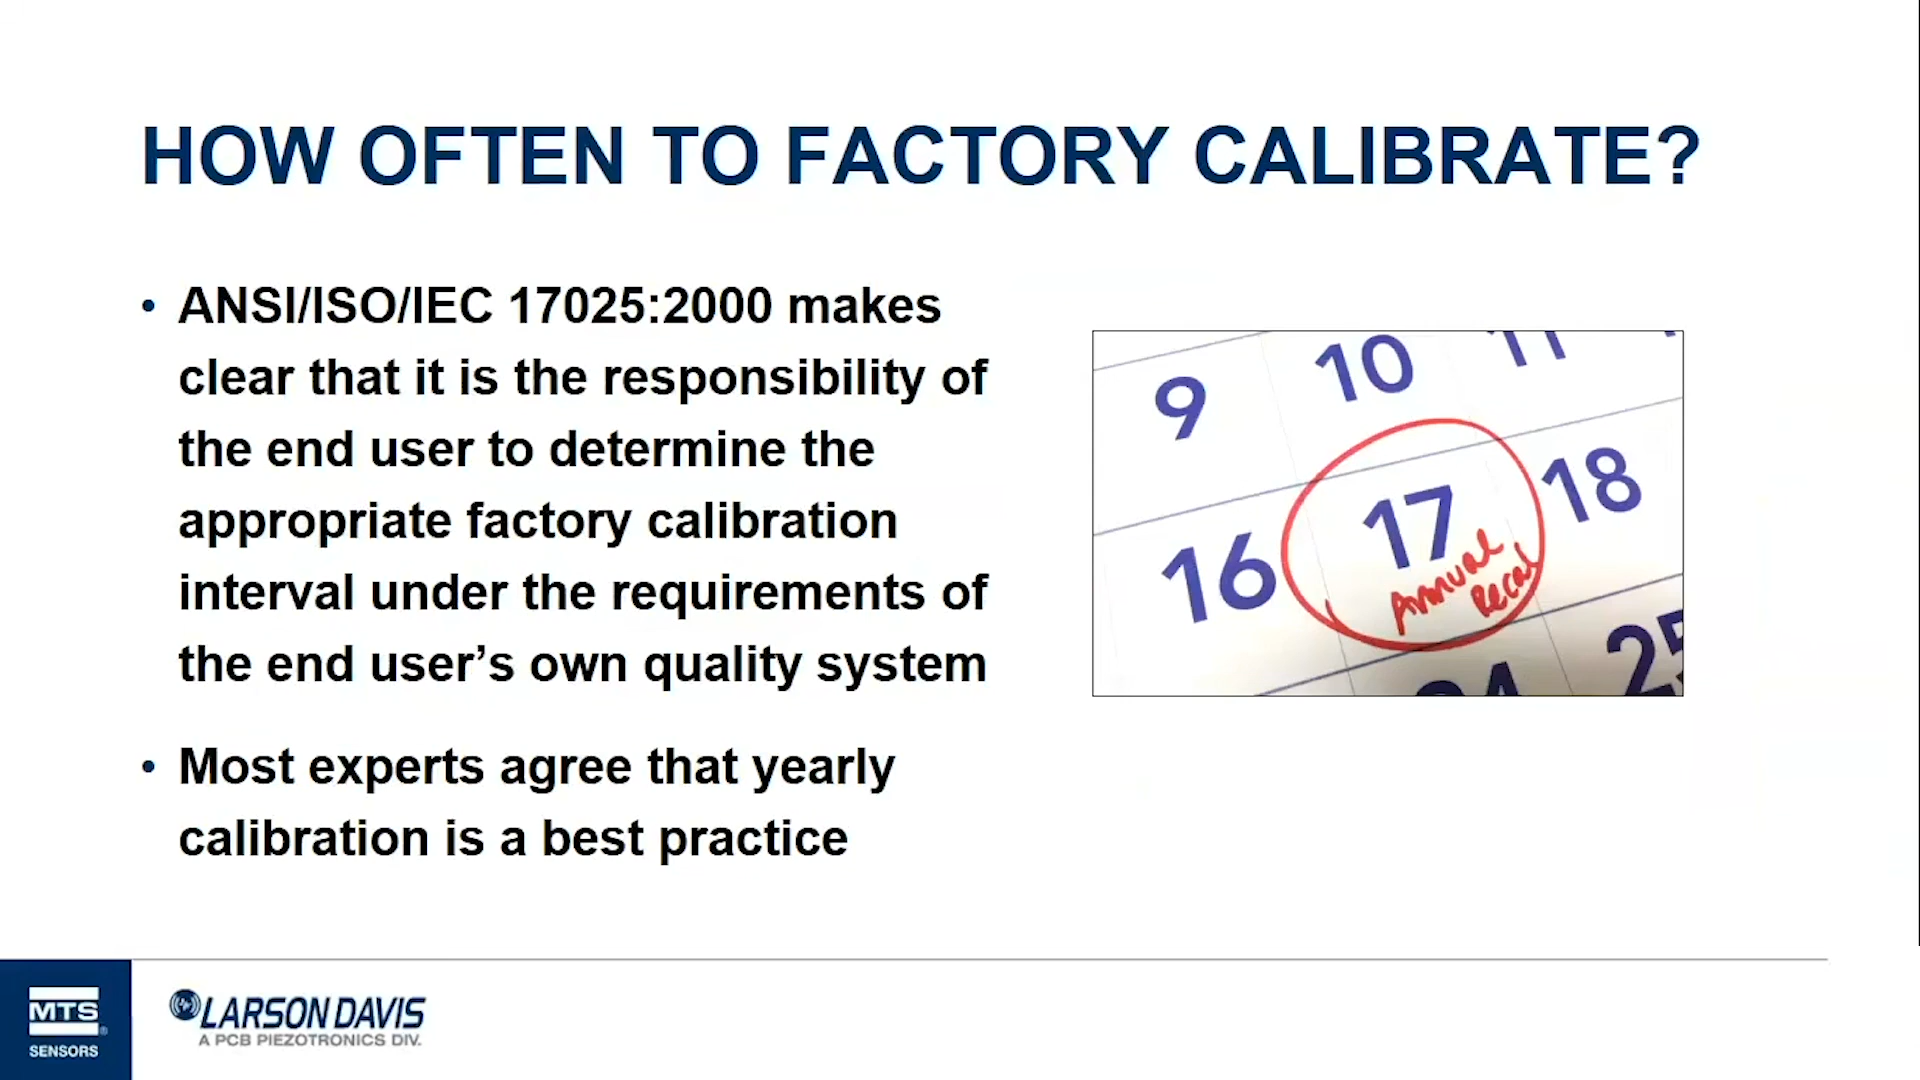 HOW OFTEN TO FACTORY CALIBRATE?
• ANSI/ISO/IEC 17025:2000 makes
clear that it is the responsibility of
the end user to determine the
appropriate factory calibration
interval under the requirements of
the end user’s own quality system
• Most experts agree that yearly
calibration is a best practice
9 10 11
16 17 18
Annual
Recal
24 25
MTS®
SENSORS
LARSON DAVIS
A PCB PIEZOTRONICS DIV.